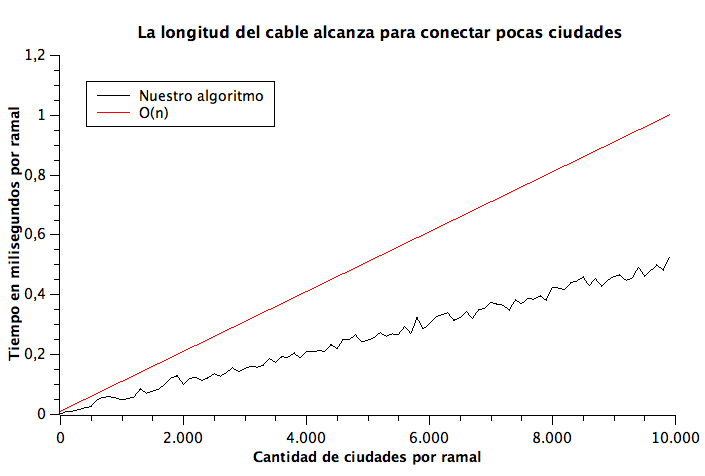 La longitud del cable alcanza para conectar pocas ciudades
1,2
1
0,8
0,6
0,4
0,2
0
Tiempo en milisegundos por ramal
Nuestro algoritmo
O(n)
0
2.000
4.000
6.000
8.000
10.000
Cantidad de ciudades por ramal